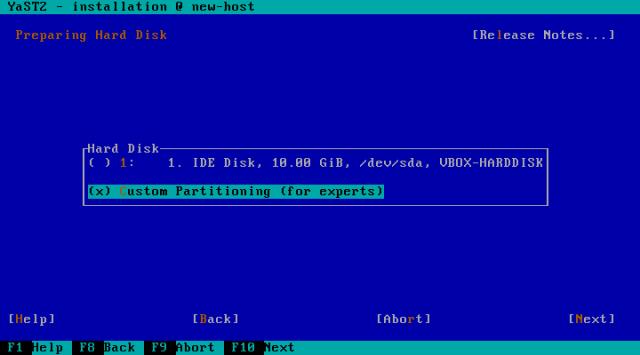 YaST2 - installation @ new-host
Preparing Hard Disk [Release Notes...]
Hard Disk
( ) 1: 1. IDE Disk, 10.00 GiB, /dev/sda, VBOX-HARDDISK
(x) Custom Partitioning (for experts)
[Help] [Back] [Abort] [Next]
F1 Help F8 Back F9 Abort F10 Next